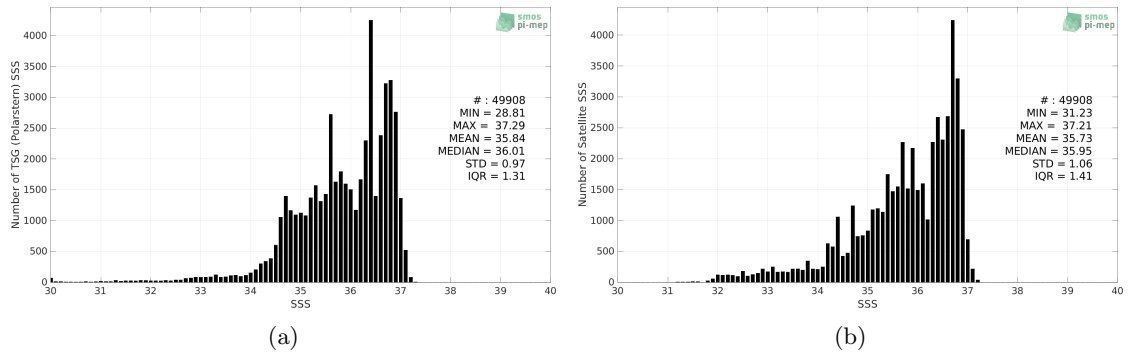 smos
pi-mep
Number of TSG (Polarstern) SSS
4000
3500
3000
2500
2000
1500
1000
500
0
# : 49908
MIN = 28.81
MAX = 37.29
MEAN = 35.84
MEDIAN = 36.01
STD = 0.97
IQR = 1.31
30 31 32 33 34 35 36 37 38 39 40
SSS
(a)
smos
pi-mep
Number of Satellite SSS
4000
3500
3000
2500
2000
1500
1000
500
0
# : 49908
MIN = 31.23
MAX = 37.21
MEAN = 35.73
MEDIAN = 35.95
STD = 1.06
IQR = 1.41
30 31 32 33 34 35 36 37 38 39 40
SSS
(b)